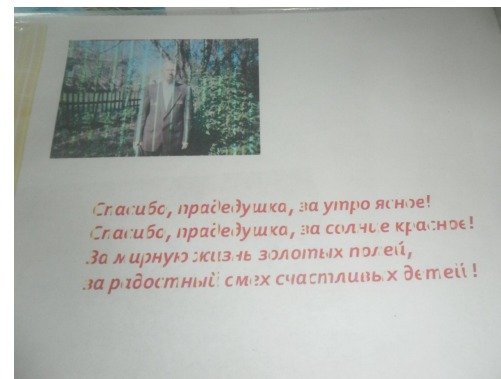 Спасибо, прадедушка, за утро ясное!
Спасибо, прадедушка, за солнце красное!
За мирную жизнь золотых полей,
за радостный смех счастливых детей !